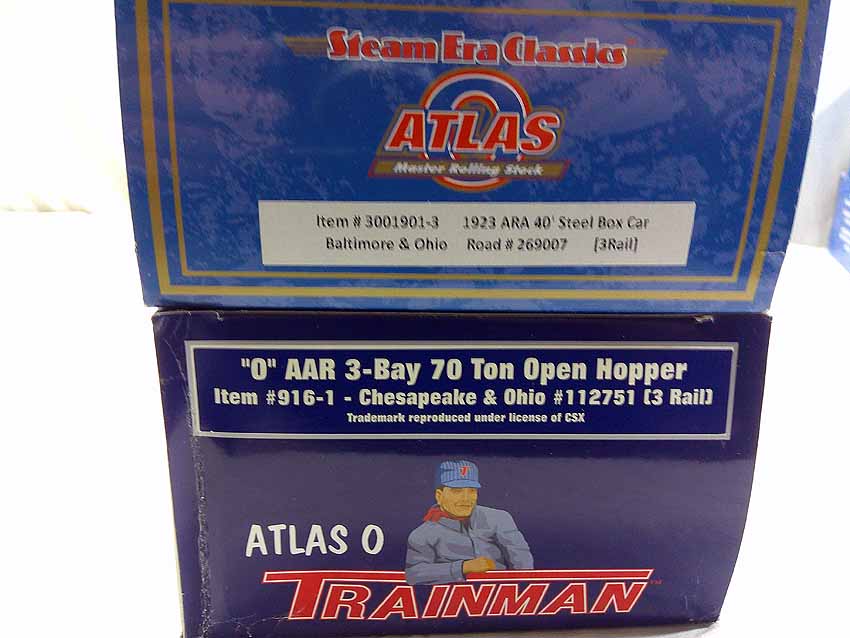 Steam Era Classics
ATLAS
Master Rolling Stock
Item # 3001901-3 1923 ARA 40' Steel Box Car
Baltimore & Ohio Road # 269007 [3Rail]
"O" AAR 3-Bay 70 Ton Open Hopper
Item #916-1 - Chesapeake & Ohio #112751 (3 Rail)
Trademark reproduced under license of CSX
ATLAS O
TRAINMAN™